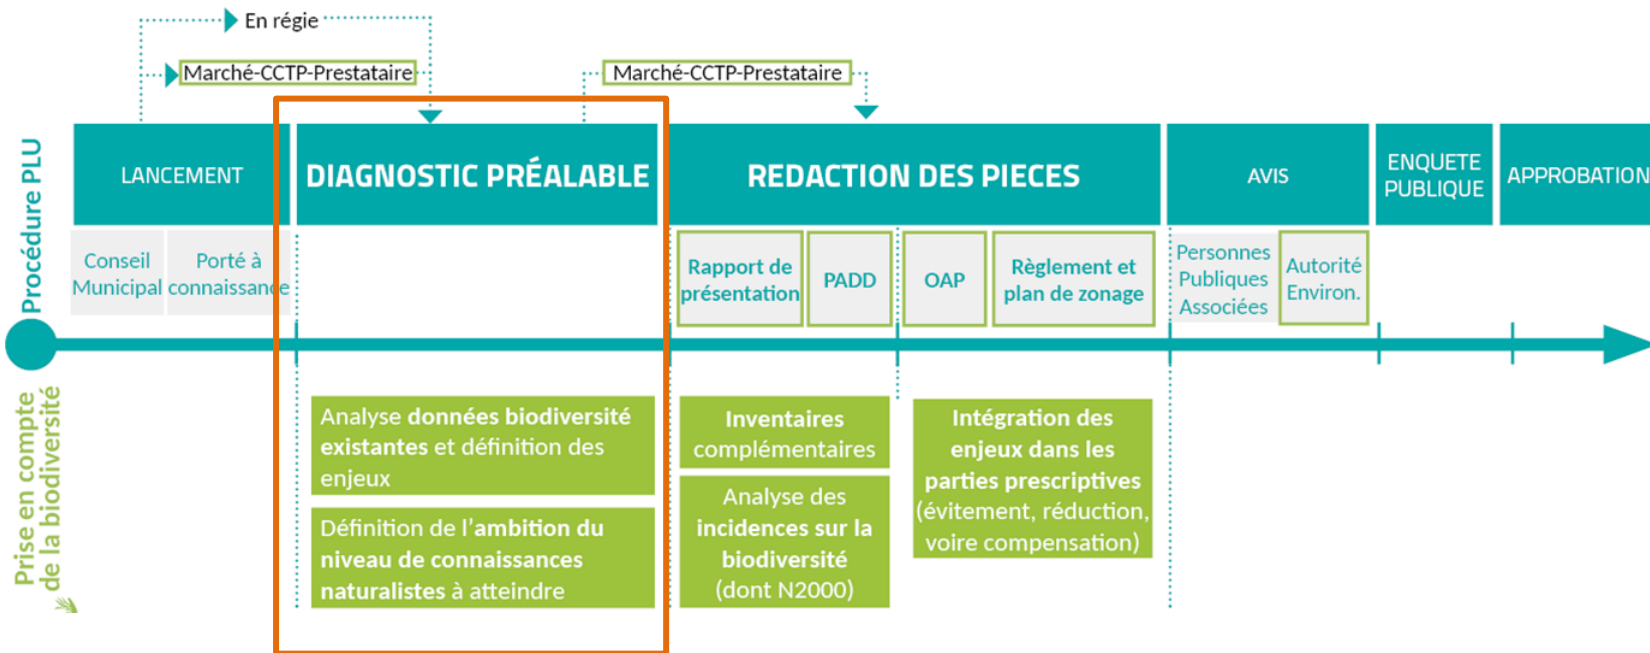 En régie
Marché-CCTP-Prestataire
Marché-CCTP-Prestataire
Procédure PLU
LANCEMENT
DIAGNOSTIC PRÉALABLE
REDACTION DES PIECES
AVIS
ENQUETE
PUBLIQUE
APPROBATION
Conseil
Municipal
Porté à
connaissance
Rapport de
présentation
PADD
OAP
Règlement et
plan de zonage
Personnes
Publiques
Associées
Autorité
Environ.
Prise en compte
de la biodiversité
Analyse données biodiversité
existantes et définition des
enjeux
Définition de l'ambition du
niveau de connaissances
naturalistes à atteindre
Inventaires
complémentaires
Analyse des
incidences sur la
biodiversité
(dont N2000)
Intégration des
enjeux dans les
parties prescriptives
(évitement, réduction,
voire compensation)